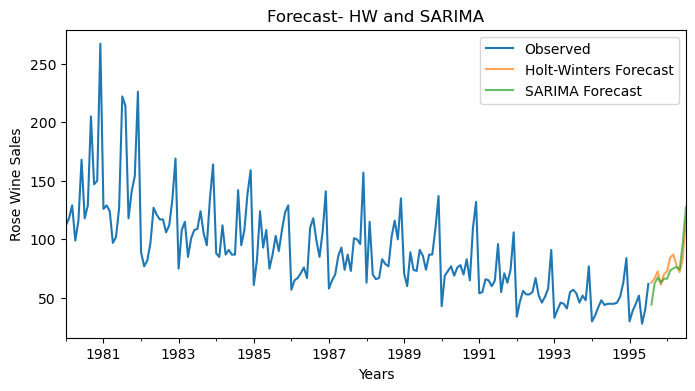 Forecast- HW and SARIMA
Observed
Holt-Winters Forecast
SARIMA Forecast
Rose Wine Sales
250
200
150
100
50
1981
1983
1985
1987
1989
1991
1993
1995
Years